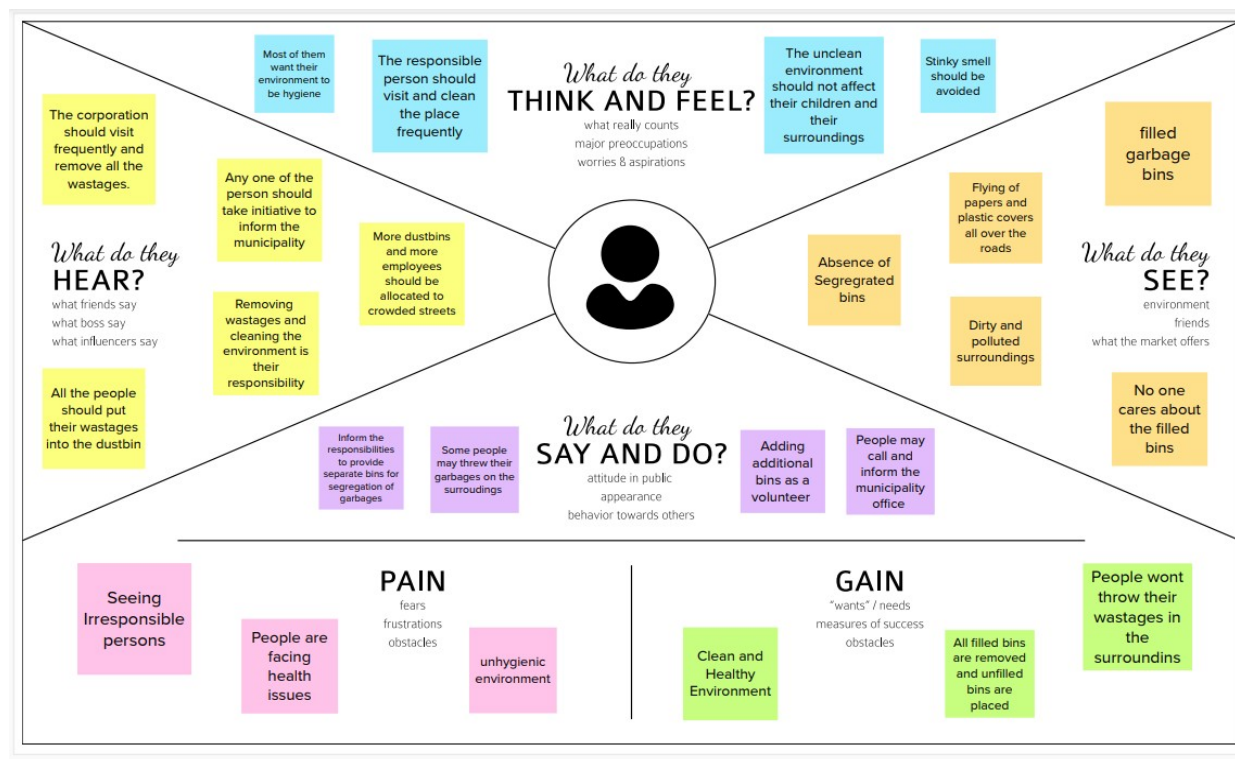 Most of them
want their
environment to
be hygiene
The responsible
person should
visit and clean
the place
frequently
What do they
THINK AND FEEL?
what really counts
major preoccupations
worries & aspirations
The unclean
environment
should not affect
their children and
their
surroundings
Stinky smell
should be
avoided
The corporation
should visit
frequently and
remove all the
wastages.
Any one of the
person should
take initiative to
inform the
municipality
More dustbins
and more
employees
should be
allocated to
crowded streets
What do they
HEAR?
what friends say
what boss say
what influencers say
Removing
wastages and
cleaning the
environment is
their
responsibility
All the people
should put
their wastages
into the dustbin
filled
garbage
bins
Flying of
papers and
plastic covers
all over the
roads
Absence of
Segregrated
bins
What do they
SEE?
environment
friends
what the market offers
Dirty and
polluted
surroundings
No one
cares about
the filled
bins
Inform the
responsibilities
to provide
separate bins for
segregation of
garbages
Some people
may threw their
garbages on the
surroudings
What do they
SAY AND DO?
attitude in public
appearance
behavior towards others
Adding
additional
bins as a
volunteer
People may
call and
inform the
municipality
office
PAIN
fears
frustrations
obstacles
Seeing
Irresponsible
persons
People are
facing
health
issues
unhygienic
environment
GAIN
"wants" / needs
measures of success
obstacles
Clean and
Healthy
Environment
All filled bins
are removed
and unfilled
bins are
placed
People wont
throw their
wastages in
the
surroundins